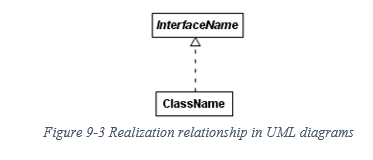 InterfaceName
ClassName
Figure 9-3 Realization relationship in UML diagrams